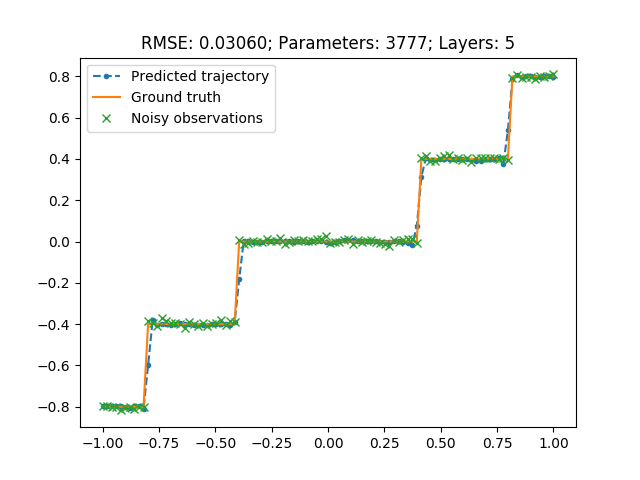 RMSE: 0.03060; Parameters: 3777; Layers: 5
Predicted trajectory
Ground truth
Noisy observations
0.8
0.6
0.4
0.2
0.0
−0.2
−0.4
−0.6
−0.8
−1.00 −0.75 −0.50 −0.25 0.00 0.25 0.50 0.75 1.00